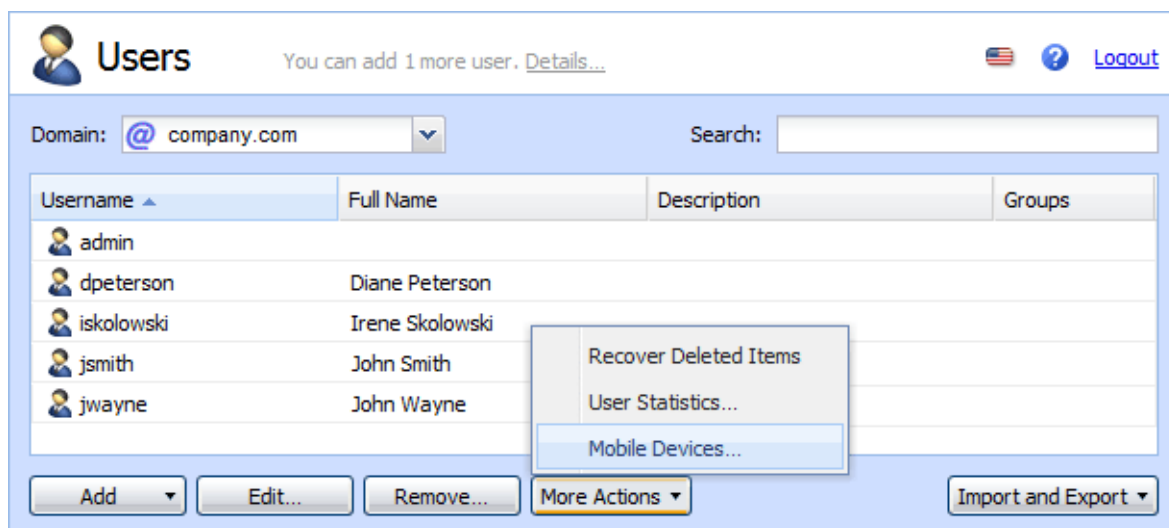 Users You can add 1 more user. Details... Logout
Domain: @ company.com Search:
Username Full Name Description Groups
admin
dpeterson Diane Peterson
iskolowski Irene Skolowski
jsmith John Smith
jwayne John Wayne
Recover Deleted Items
User Statistics...
Mobile Devices...
Add Edit... Remove... More Actions Import and Export